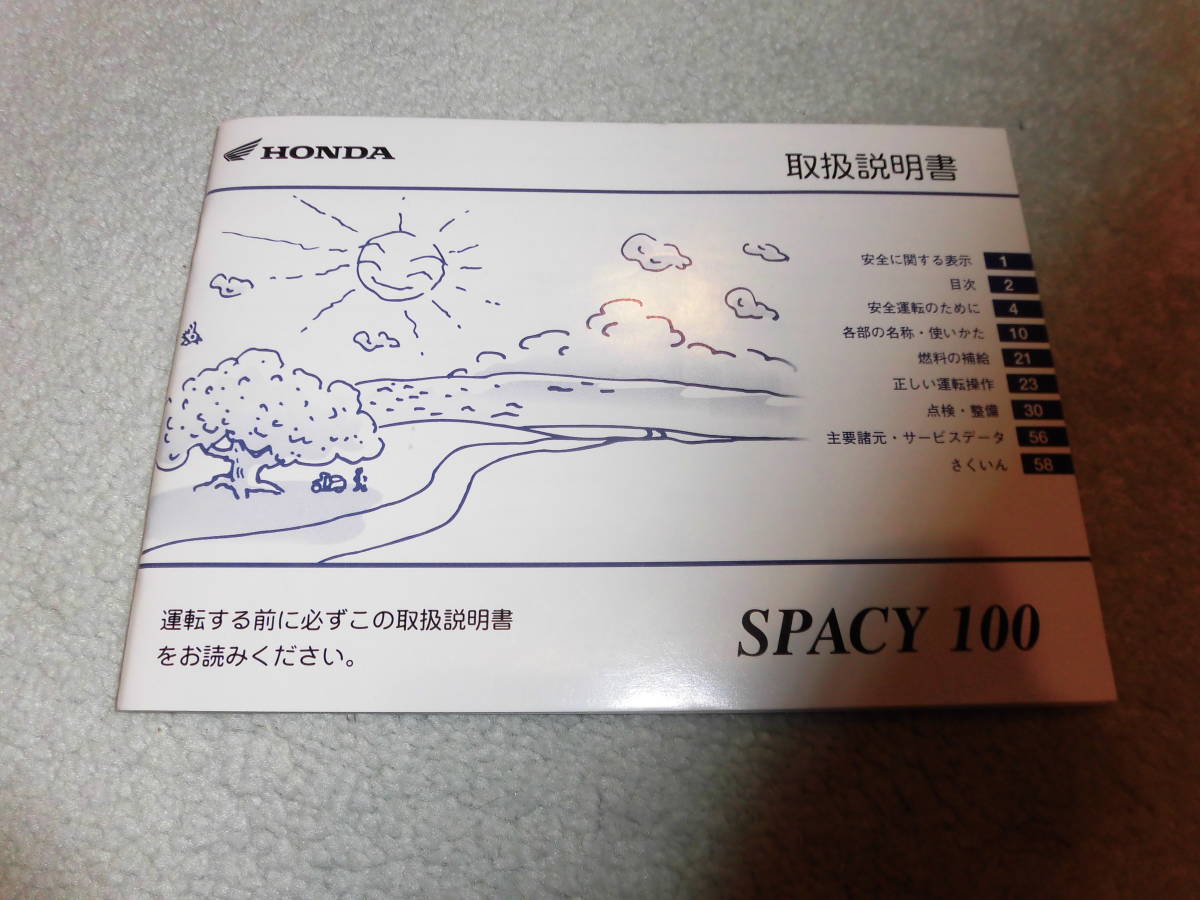 HONDA
取扱説明書
安全に関する表示 1
目次 2
安全運転のために 4
各部の名称・使いかた 10
燃料の補給 21
正しい運転操作 23
点検・整備 30
主要諸元・サービスデータ 56
さくいん 58
運転する前に必ずこの取扱説明書
をお読みください。
SPACY 100